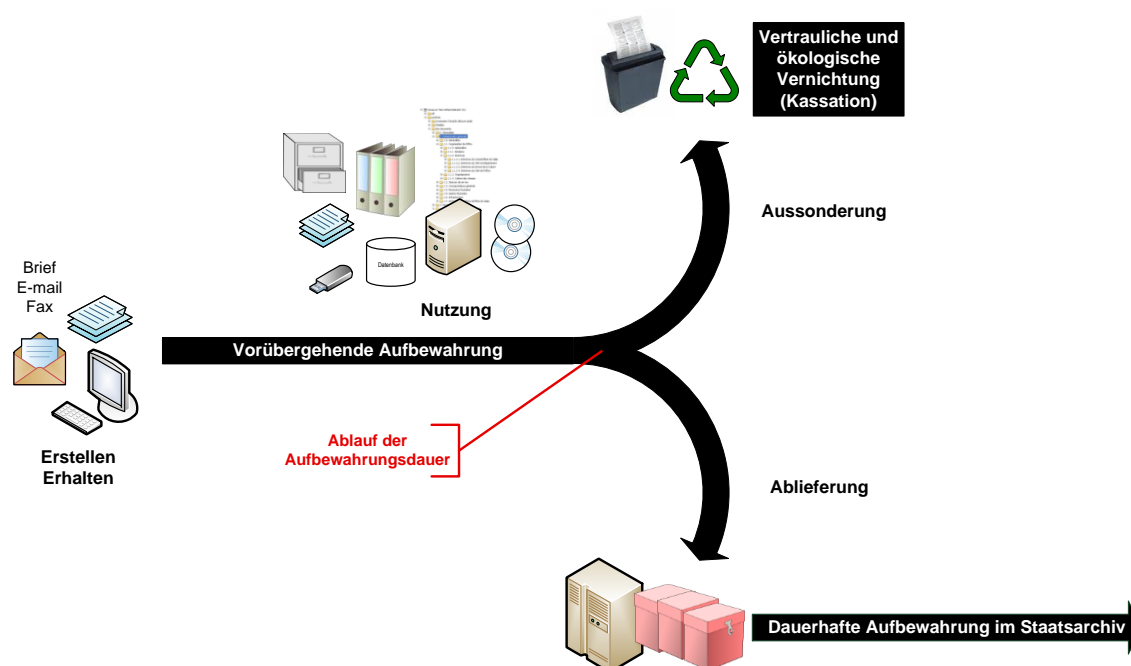 Vertrauliche und
ökologische
Vernichtung
(Kassation)
Aussonderung
Datenbank
Brief
E-mail
Fax
Nutzung
Vorübergehende Aufbewahrung
Ablauf der
Aufbewahrungsdauer
Erstellen
Erhalten
Ablieferung
Dauerhafte Aufbewahrung im Staatsarchiv